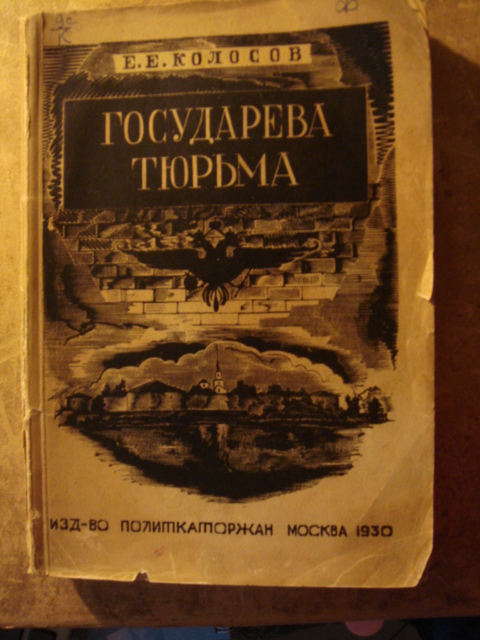 Е.Е.КОЛОСОВ
ГОСУДАРЕВА
ТЮРЬМА
ИЗД-ВО ПОЛИТКАТОРЖАН МОСКВА 1930